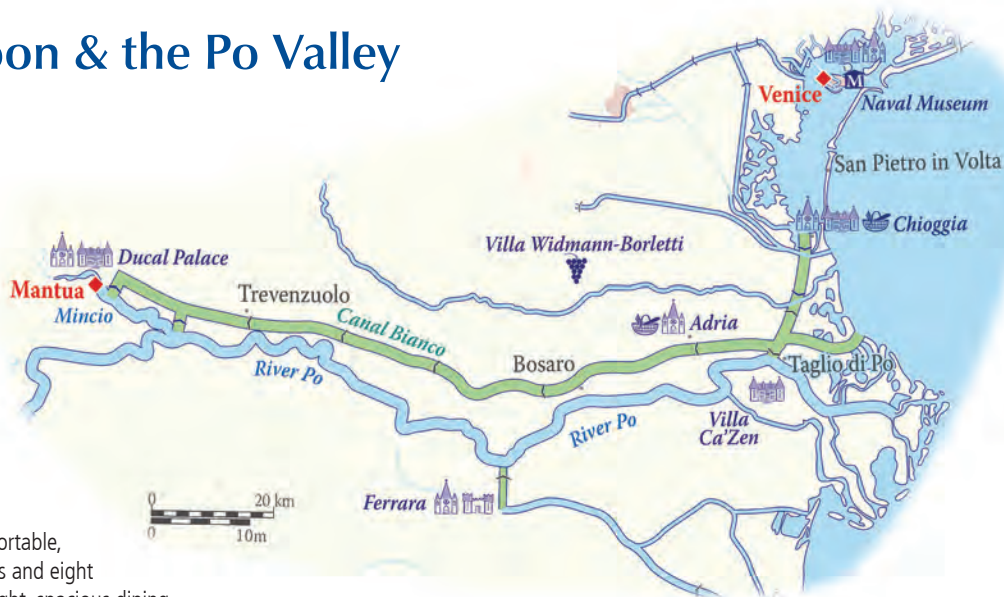 & the Po Valley
Venice
M
Naval Museum
San Pietro in Volta
Chioggia
Villa Widmann-Borletti
Ducal Palace
Mantua
Mincio
Trevenzuolo
Canal Bianco
Adria
Bosaro
River Po
Taglio di Po
River Po
Villa
Ca'Zen
Ferrara
0 20 km
0 10m
and eight
spacious dining